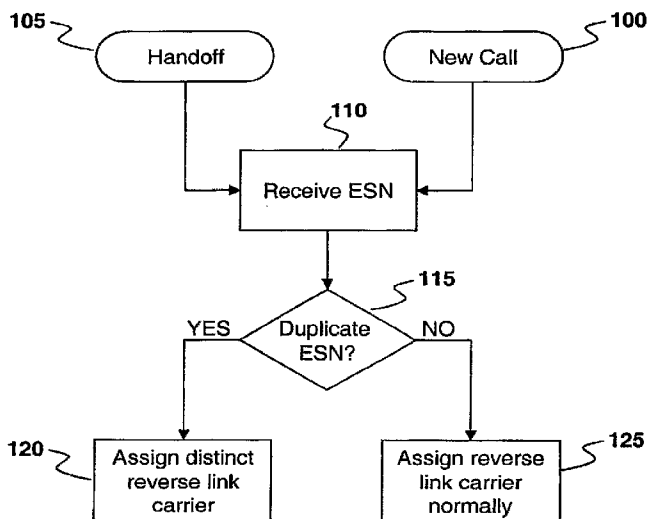 105
Handoff
100
New Call
110
Receive ESN
115
YES
Duplicate
ESN?
NO
120
Assign distinct
reverse link
carrier
125
Assign reverse
link carrier
normally